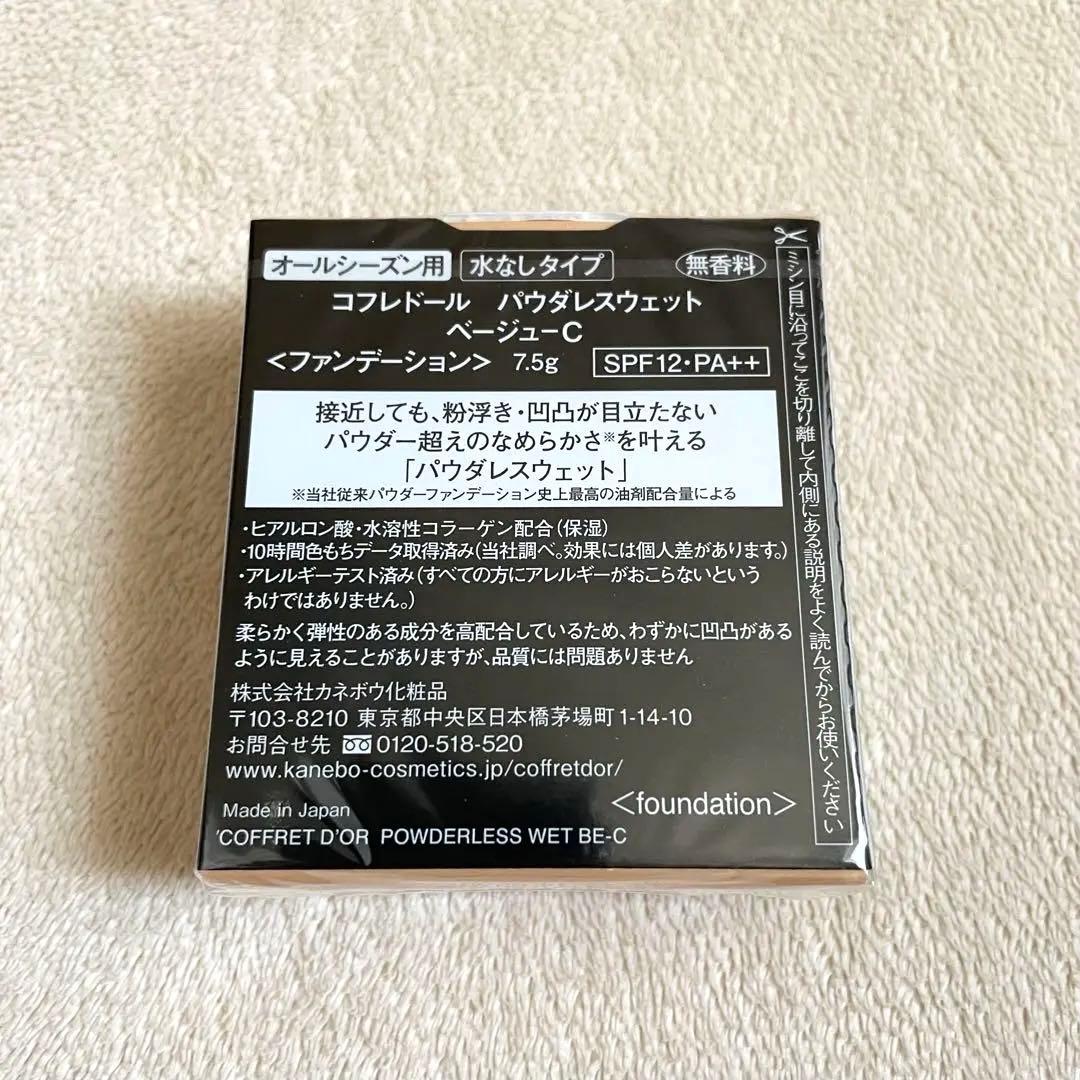 オールシーズン用 水なしタイプ 無香料
コフレドール パウダレスウェット
ベージュ-C
<ファンデーション> 7.5g SPF12・PA++
接近しても、粉浮き・凹凸が目立たない
パウダー超えのなめらかさ※を叶える
「パウダレスウェット」
※当社従来パウダーファンデーション史上最高の油剤配合量による
・ヒアルロン酸・水溶性コラーゲン配合(保湿)
・10時間色もちデータ取得済み(当社調べ。効果には個人差があります。)
・アレルギーテスト済み(すべての方にアレルギーがおこらないという
わけではありません。)
柔らかく弾性のある成分を高配合しているため、わずかに凹凸がある
ように見えることがありますが、品質には問題ありません
株式会社カネボウ化粧品
〒103-8210 東京都中央区日本橋茅場町1-14-10
お問合せ先 0120-518-520
www.kanebo-cosmetics.jp/coffretdor/
<foundation>
Made in Japan
COFFRET D'OR POWDERLESS WET BE-C
ミシン目に沿ってここを切り離して内側にある説明をよく読んでからお使いください